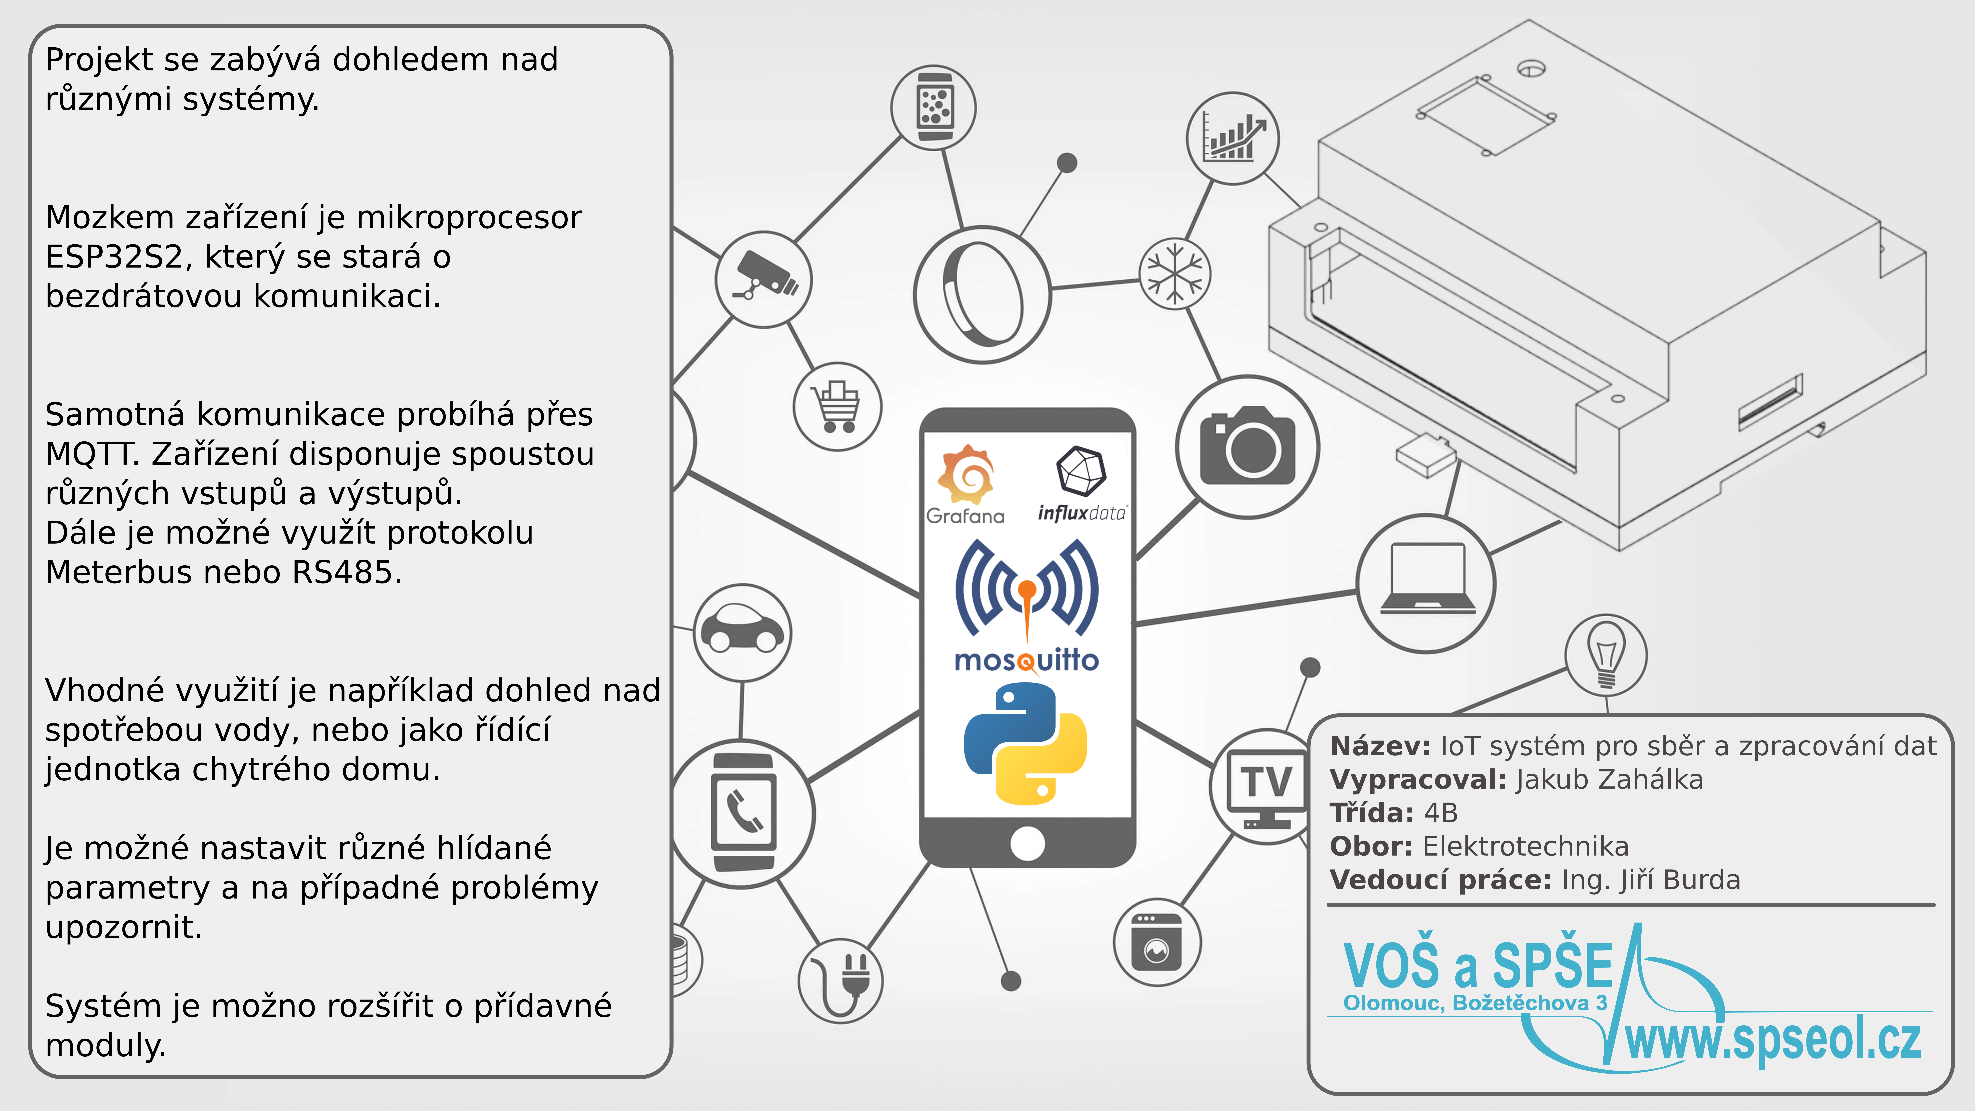 Projekt se zabývá dohledem nad
různými systémy.
Mozkem zařízení je mikroprocesor
ESP32S2, který se stará o
bezdrátovou komunikaci.
Samotná komunikace probíhá přes
MQTT. Zařízení disponuje spoustou
různých vstupů a výstupů.
Dále je možné využít protokolu
Meterbus nebo RS485.
Vhodné využití je například dohled nad
spotřebou vody, nebo jako řídící
jednotka chytrého domu.
Je možné nastavit různé hlídané
parametry a na případné problémy
upozornit.
Systém je možno rozšířit o přídavné
moduly.
Grafana
influxdata
mosquitto
TV
Název: IoT systém pro sběr a zpracování dat
Vypracoval: Jakub Zahálka
Třída: 4B
Obor: Elektrotechnika
Vedoucí práce: Ing. Jiří Burda
VOŠ a SPŠE
Olomouc, Božetěchova 3
www.spseol.cz